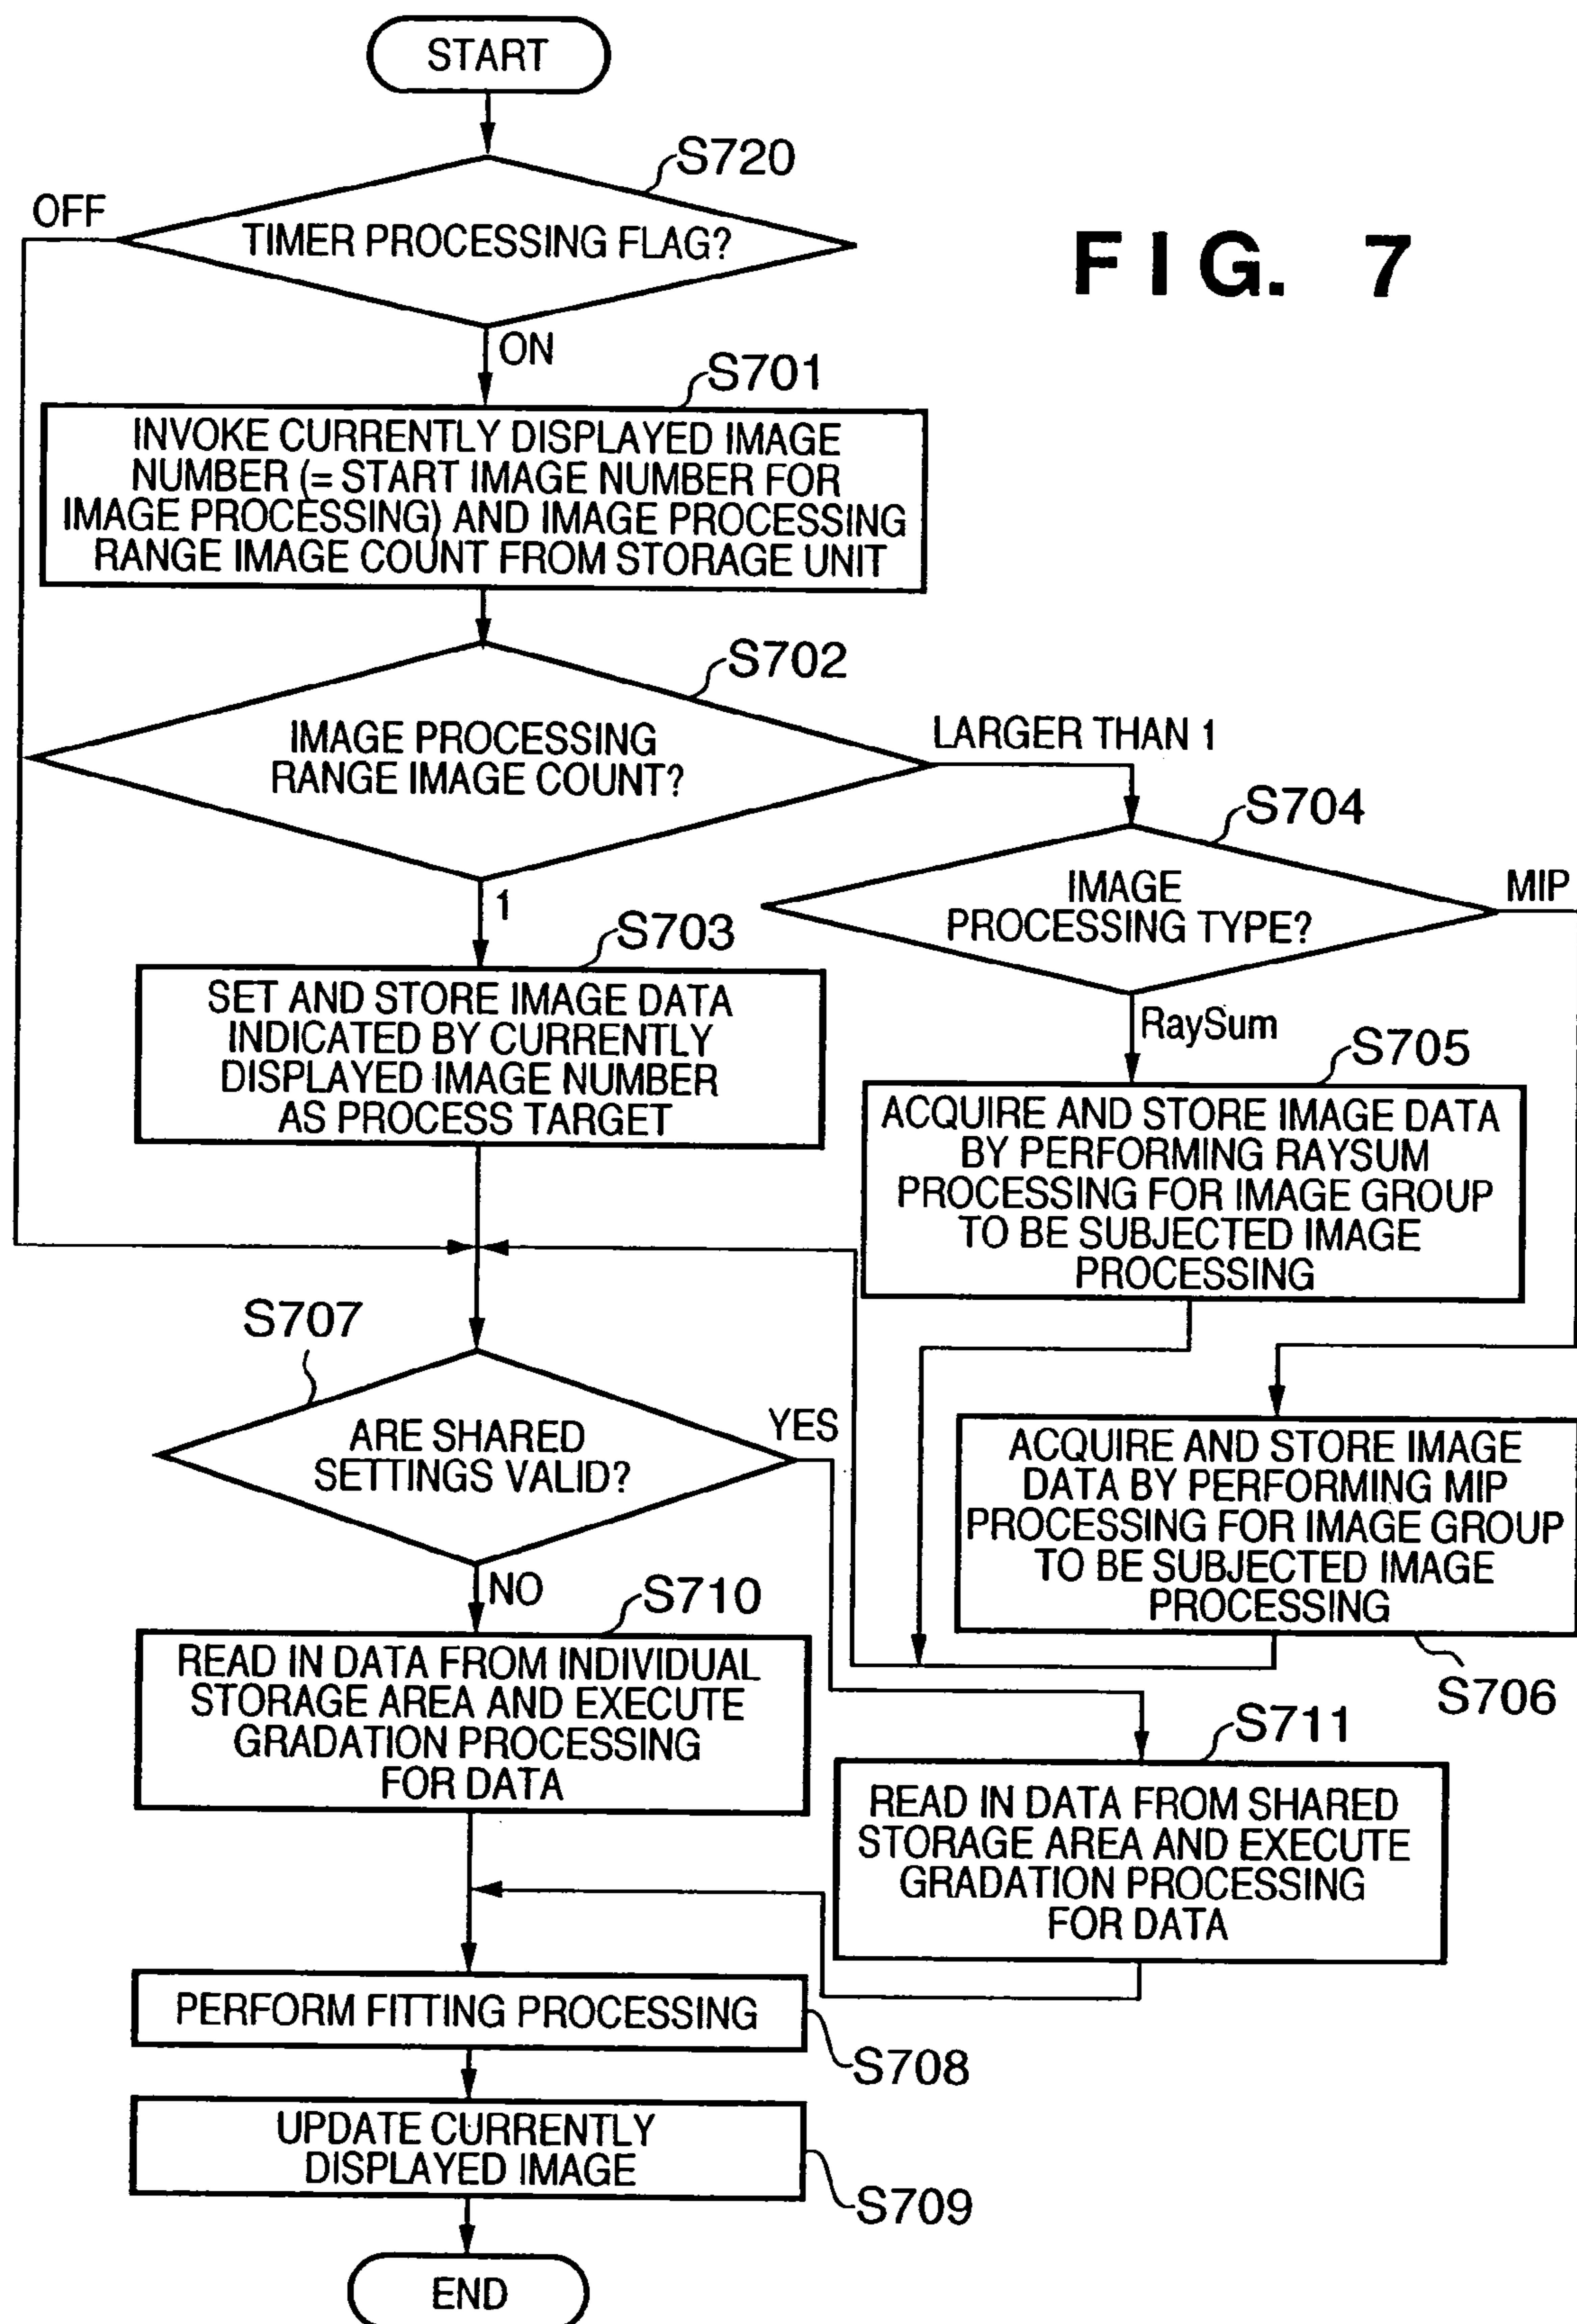 START
S720
OFF
TIMER PROCESSING FLAG?
FIG. 7
ON
S701
INVOKE CURRENTLY DISPLAYED IMAGE
NUMBER (= START IMAGE NUMBER FOR
IMAGE PROCESSING) AND IMAGE PROCESSING
RANGE IMAGE COUNT FROM STORAGE UNIT
S702
IMAGE PROCESSING
RANGE IMAGE COUNT?
LARGER THAN 1
S704
IMAGE
PROCESSING TYPE?
MIP
1
S703
SET AND STORE IMAGE DATA
INDICATED BY CURRENTLY
DISPLAYED IMAGE NUMBER
AS PROCESS TARGET
RaySum
S705
ACQUIRE AND STORE IMAGE DATA
BY PERFORMING RAYSUM
PROCESSING FOR IMAGE GROUP
TO BE SUBJECTED IMAGE
PROCESSING
S707
ARE SHARED
SETTINGS VALID?
YES
ACQUIRE AND STORE IMAGE
DATA BY PERFORMING MIP
PROCESSING FOR IMAGE GROUP
TO BE SUBJECTED IMAGE
PROCESSING
S706
NO
S710
READ IN DATA FROM INDIVIDUAL
STORAGE AREA AND EXECUTE
GRADATION PROCESSING
FOR DATA
S711
READ IN DATA FROM SHARED
STORAGE AREA AND EXECUTE
GRADATION PROCESSING
FOR DATA
PERFORM FITTING PROCESSING
S708
UPDATE CURRENTLY
DISPLAYED IMAGE
S709
END